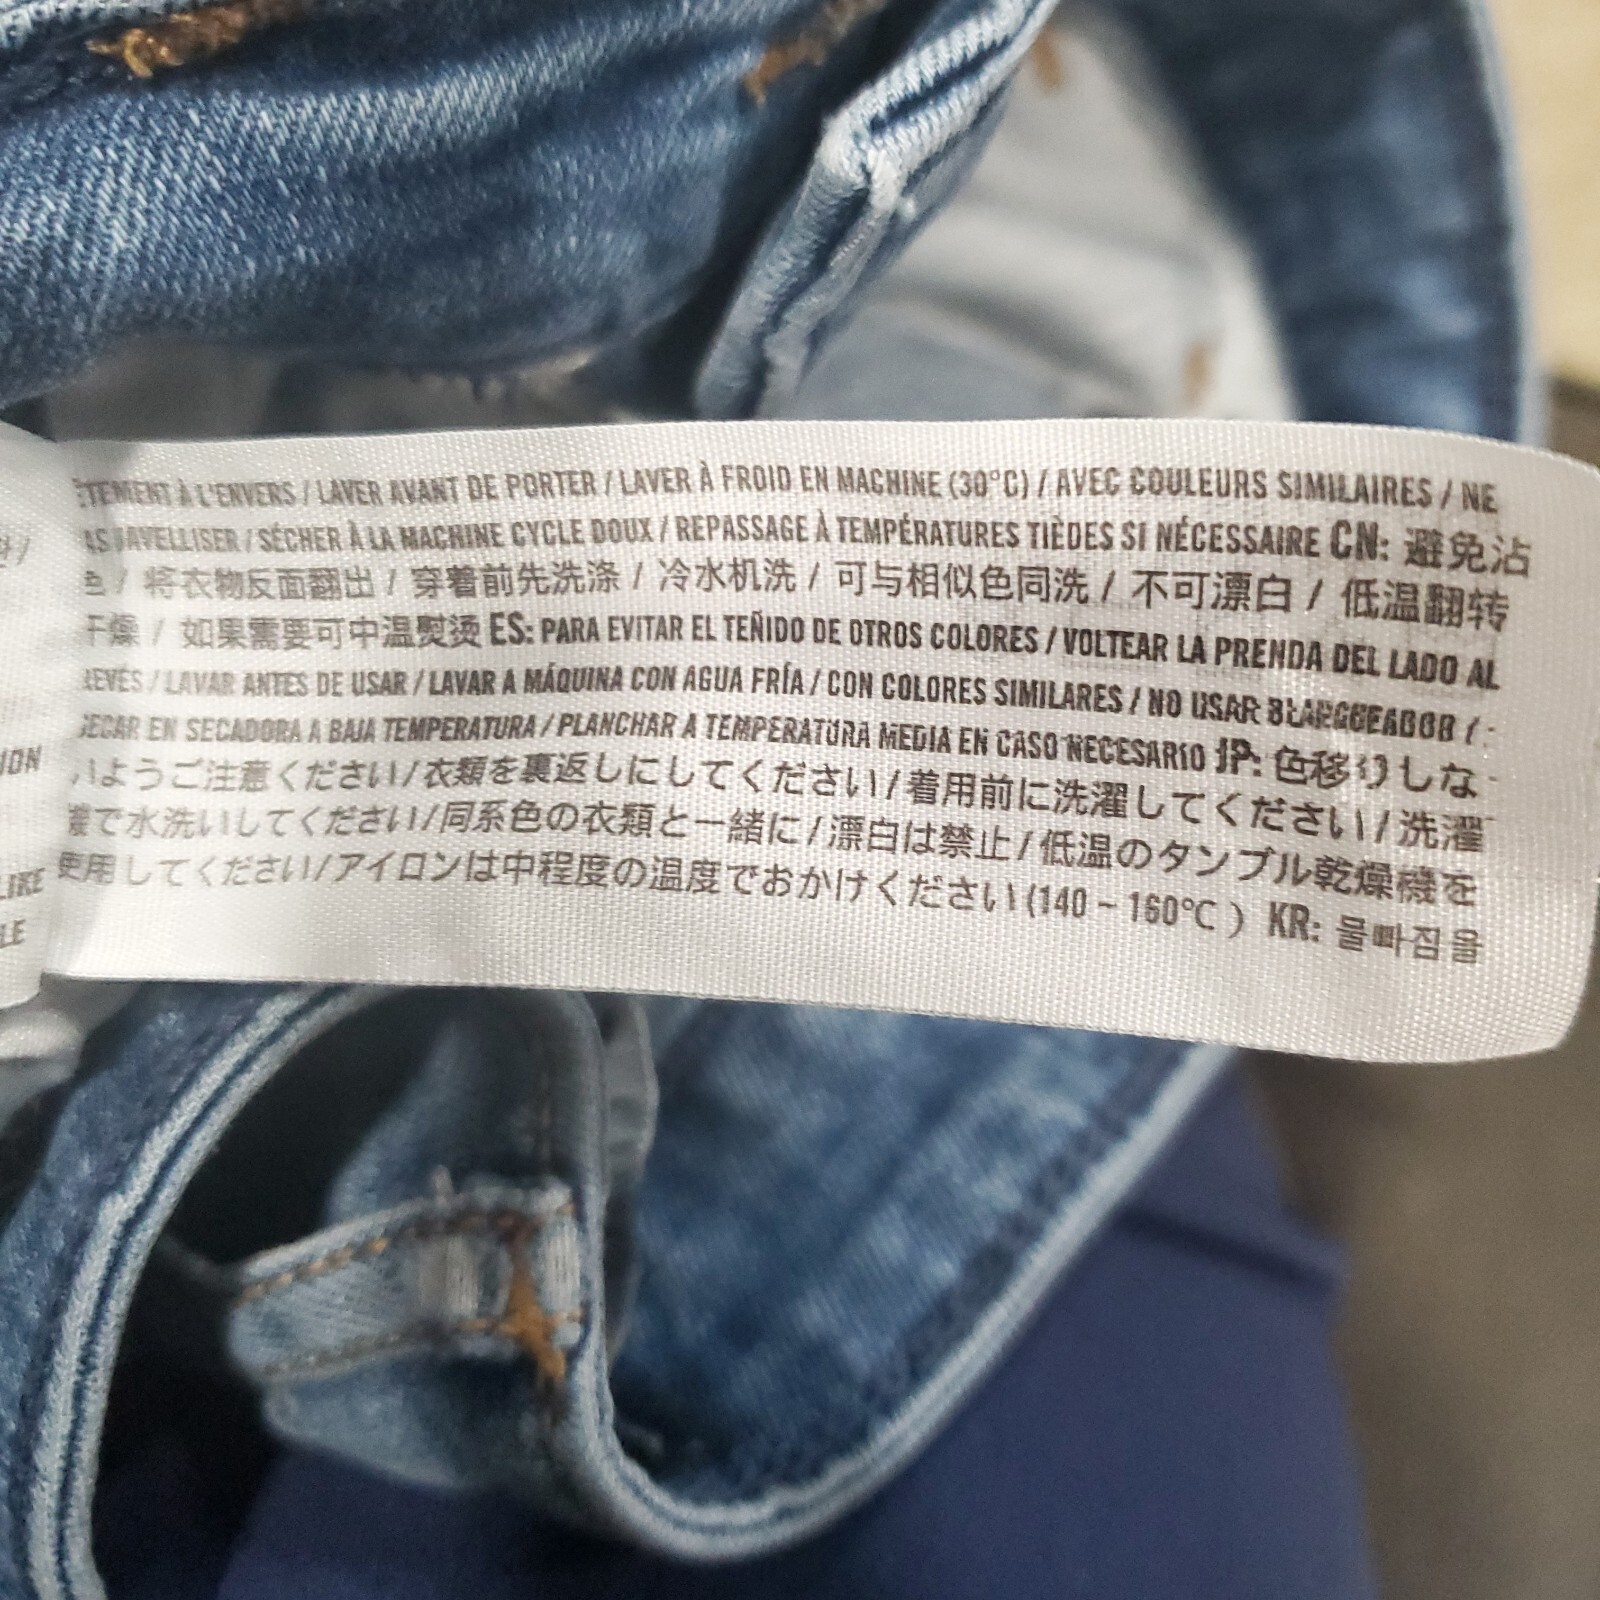 À L'ENVERS / LAVER AVANT DE PORTER / LAVER À FROID EN MACHINE (30°C) / AVEC COULEURS SIMILAIRES / NE
JAVELLISER / SÉCHER À LA MACHINE CYCLE DOUX / REPASSAGE À TEMPÉRATURES TIÈDES SI NÉCESSAIRE CN: 避免沾
色 / 将衣物反面翻出 / 穿着前先洗涤 / 冷水机洗 / 可与相似色同洗 / 不可漂白 / 低温翻转
干燥 / 如果需要可中温熨烫 ES: PARA EVITAR EL TEÑIDO DE OTROS COLORES / VOLTEAR LA PRENDA DEL LADO AL
REVÉS / LAVAR ANTES DE USAR / LAVAR A MÁQUINA CON AGUA FRÍA / CON COLORES SIMILARES / NO USAR BLANQUEADOR /
SECAR EN SECADORA A BAJA TEMPERATURA / PLANCHAR A TEMPERATURA MEDIA EN CASO NECESARIO JP: 色移りしな
いようご注意ください/衣類を裏返しにしてください/着用前に洗濯してください/洗濯
で水洗いしてください/同系色の衣類と一緒に/漂白は禁止/低温のタンブル乾燥機を
使用してください/アイロンは中程度の温度でおかけください(140 ~ 160℃ ) KR: 물빠짐을
LIKE